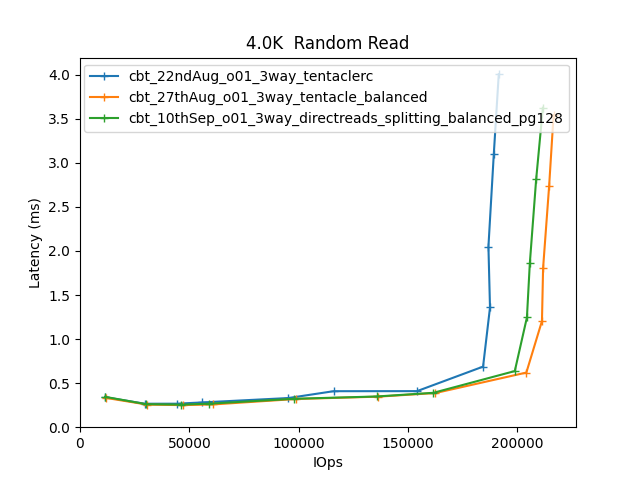 4.0K  Random Read
cbt_22ndAug_o01_3way_tentaclerc
cbt_27thAug_o01_3way_tentacle_balanced
cbt_10thSep_o01_3way_directreads_splitting_balanced_pg128
Latency (ms)
4.0
3.5
3.0
2.5
2.0
1.5
1.0
0.5
0.0
0 50000 100000 150000 200000
IOps